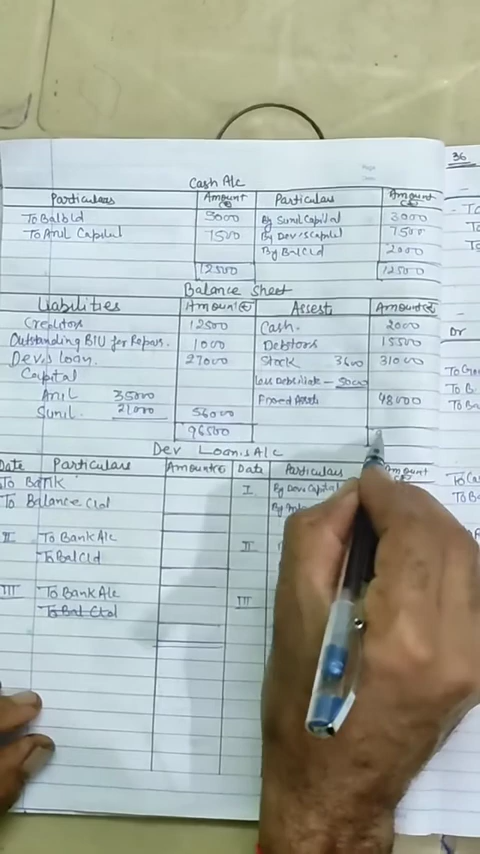 Cash A/c
Particulars Amount (₹) Particulars Amount (₹)
To Balbld 5000 By Sunil Capital 3000
To Anil Capital 7500 By Dev's Capital 7500
By Bal C/d 2000
12500 12500
Balance Sheet
Liabilities Amount (₹) Assest Amount (₹)
Creditors 12500 Cash. 2000
Outstanding Bill for Repair. 1000 Debtors 15500
Dev's loan. 27000 Stock 31000
Capital
Anil 35000 Fixed Assets 48000
Sunil 21000 56000
96500
Dev Loan's A/c
Date Particulars Amount Date Particulars Amount
To Bank I By Dev Capital
To Balance C/d
II To Bank A/c II
To Bal C/d
III To Bank A/c III
To Bal C/d
36
Dr